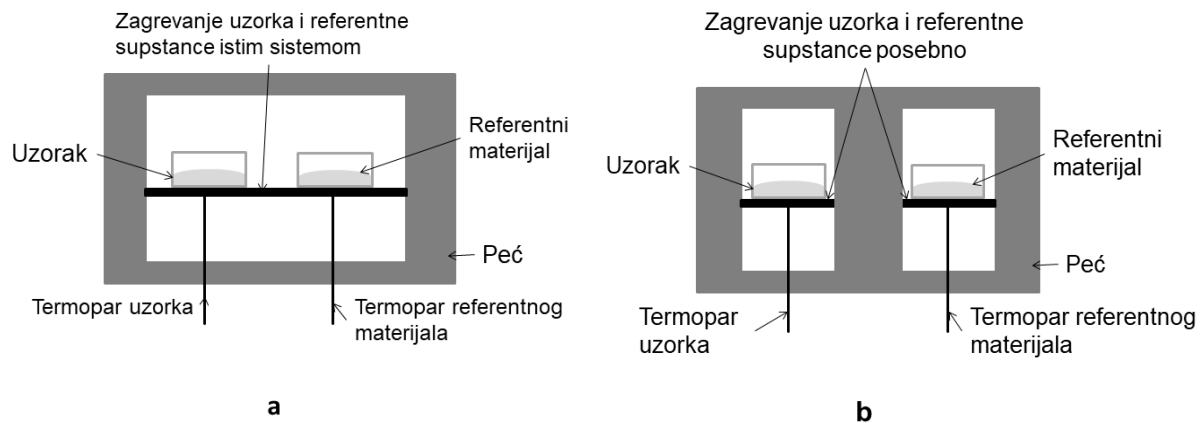 Zagrevanje uzorka i referentne
supstance istim sistemom
Uzorak
Referentni
materijal
Peć
Termopar uzorka
Termopar referentnog
materijala
a
Zagrevanje uzorka i referentne
supstance posebno
Uzorak
Referentni
materijal
Peć
Termopar
uzorka
Termopar referentnog
materijala
b